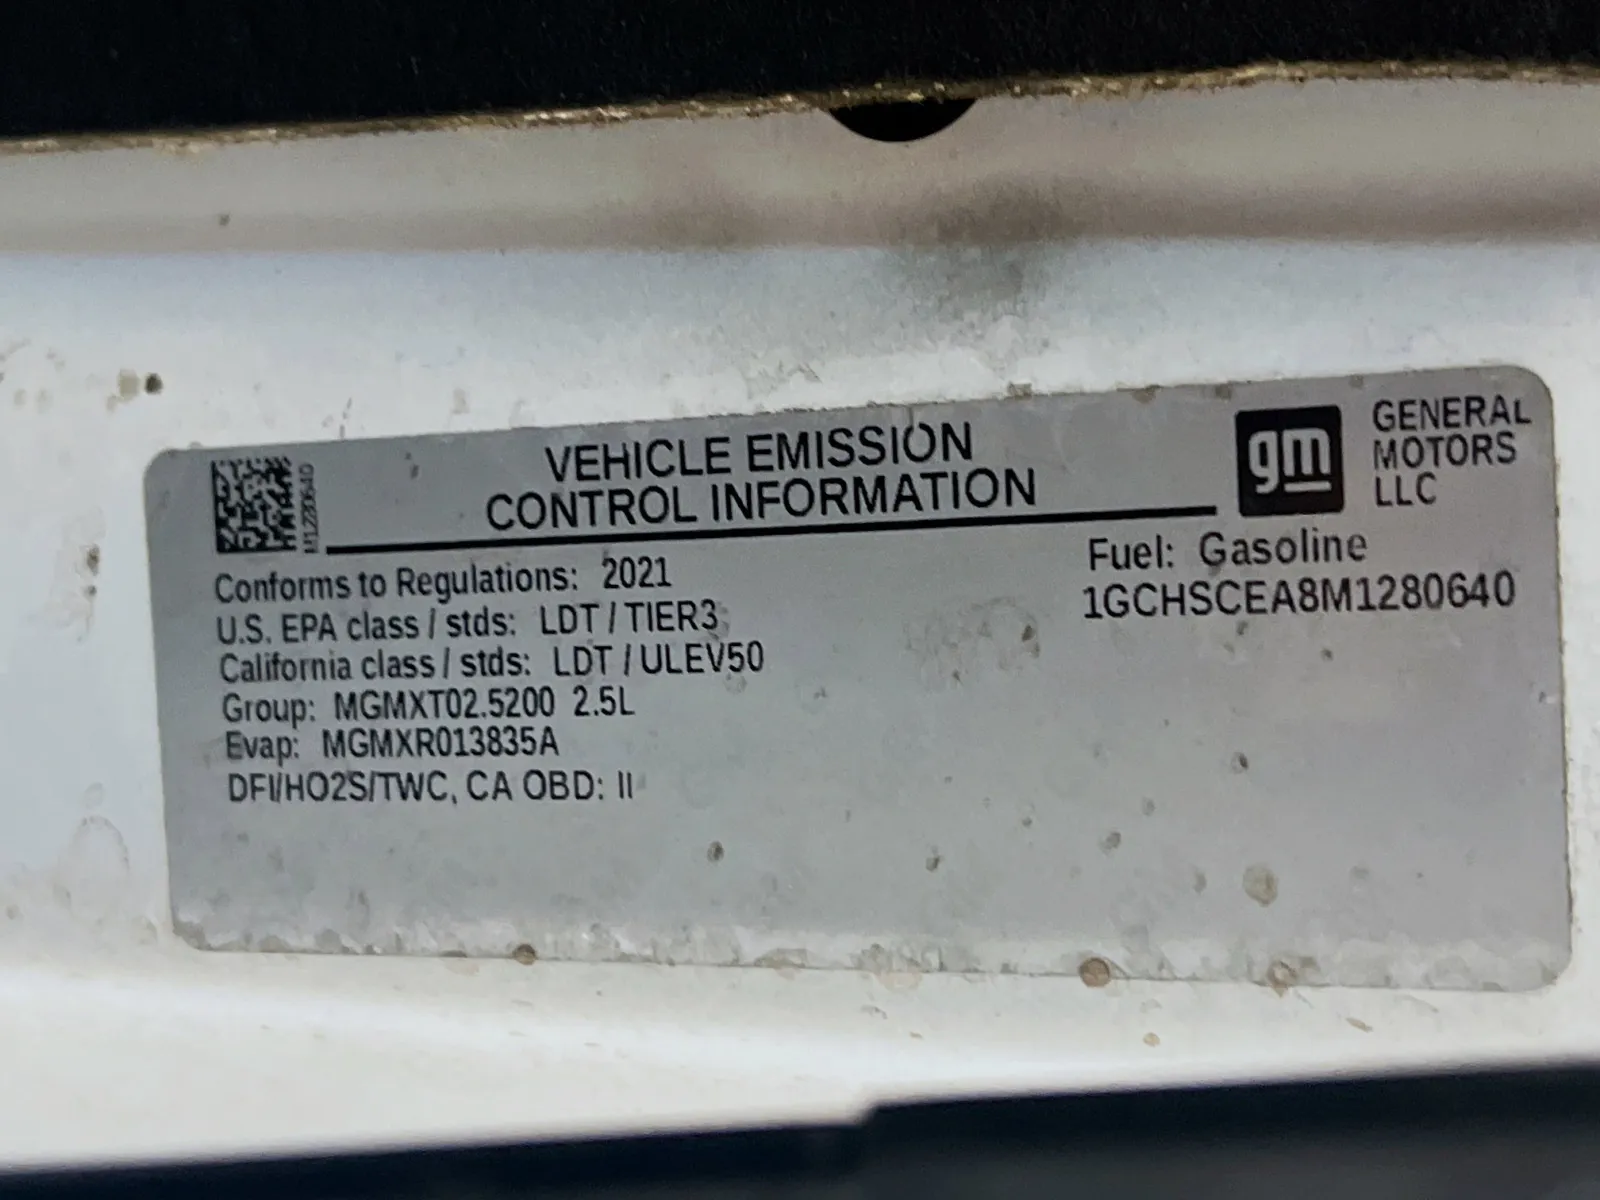 M1280640
VEHICLE EMISSION
CONTROL INFORMATION
gm
GENERAL
MOTORS
LLC
Conforms to Regulations: 2021
U.S. EPA class / stds: LDT / TIER3
California class / stds: LDT / ULEV50
Group: MGMXT02.5200 2.5L
Evap: MGMXR013835A
DFI/HO2S/TWC, CA OBD: II
Fuel: Gasoline
1GCHSCEA8M1280640